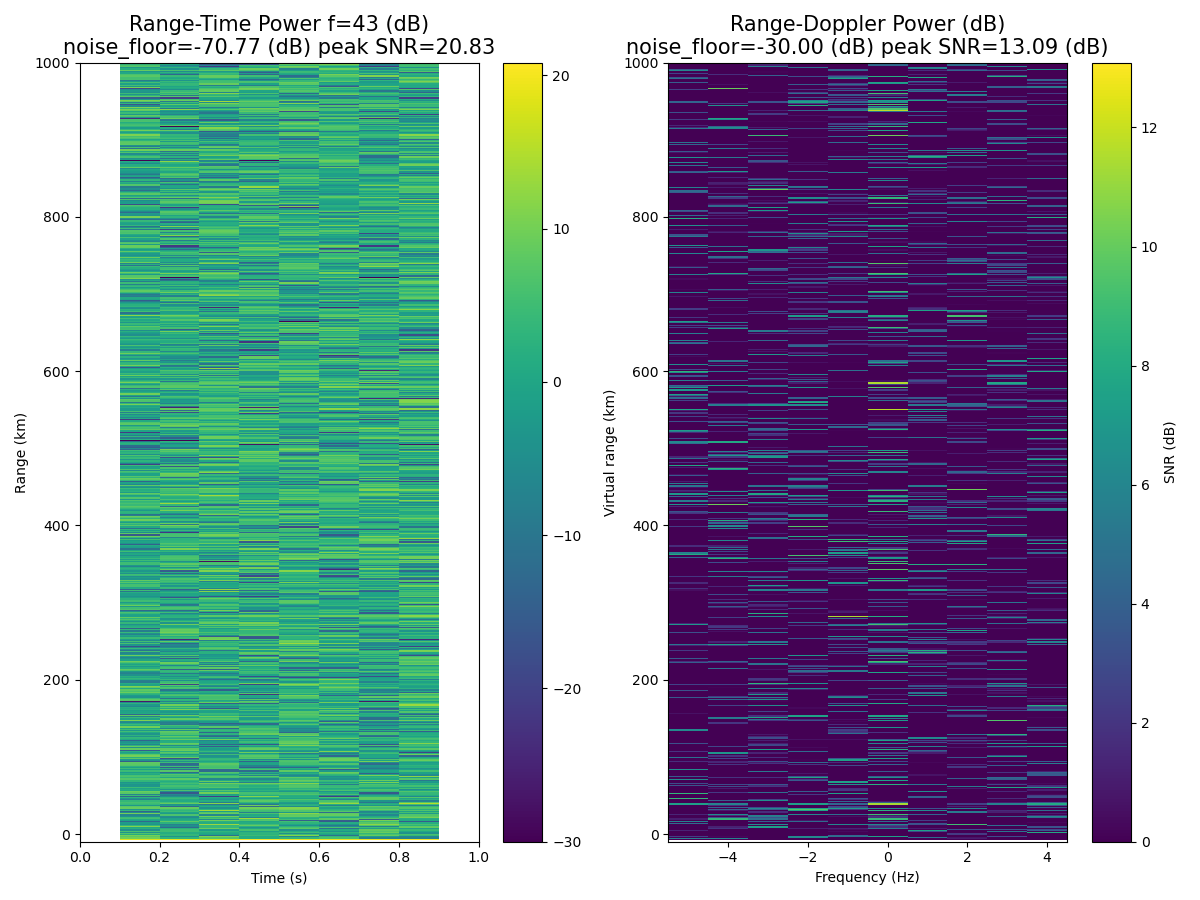 Range-Time Power f=43 (dB)
noise_floor=-70.77 (dB) peak SNR=20.83
Range (km)
1000
800
600
400
200
0
0.0 0.2 0.4 0.6 0.8 1.0
Time (s)
20
10
0
−10
−20
−30
Range-Doppler Power (dB)
noise_floor=-30.00 (dB) peak SNR=13.09 (dB)
Virtual range (km)
1000
800
600
400
200
0
−4 −2 0 2 4
Frequency (Hz)
12
10
8
6
4
2
0
SNR (dB)